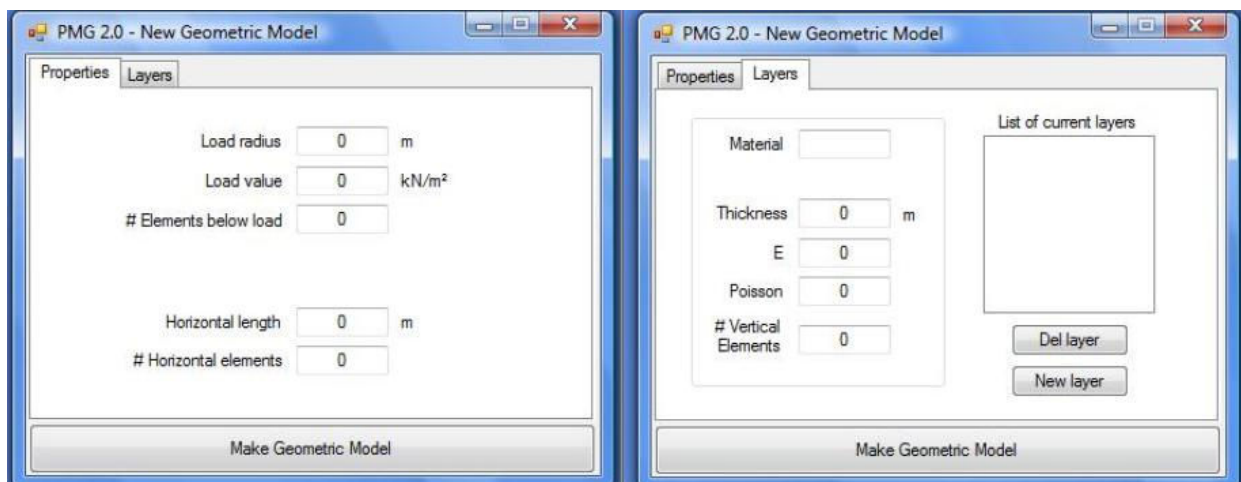 PMG 2.0 - New Geometric Model
Properties Layers
Load radius 0 m
Load value 0 kN/m²
# Elements below load 0
Horizontal length 0 m
# Horizontal elements 0
Make Geometric Model
PMG 2.0 - New Geometric Model
Properties Layers
List of current layers
Material
Thickness 0 m
E 0
Poisson 0
# Vertical
Elements 0
Del layer
New layer
Make Geometric Model